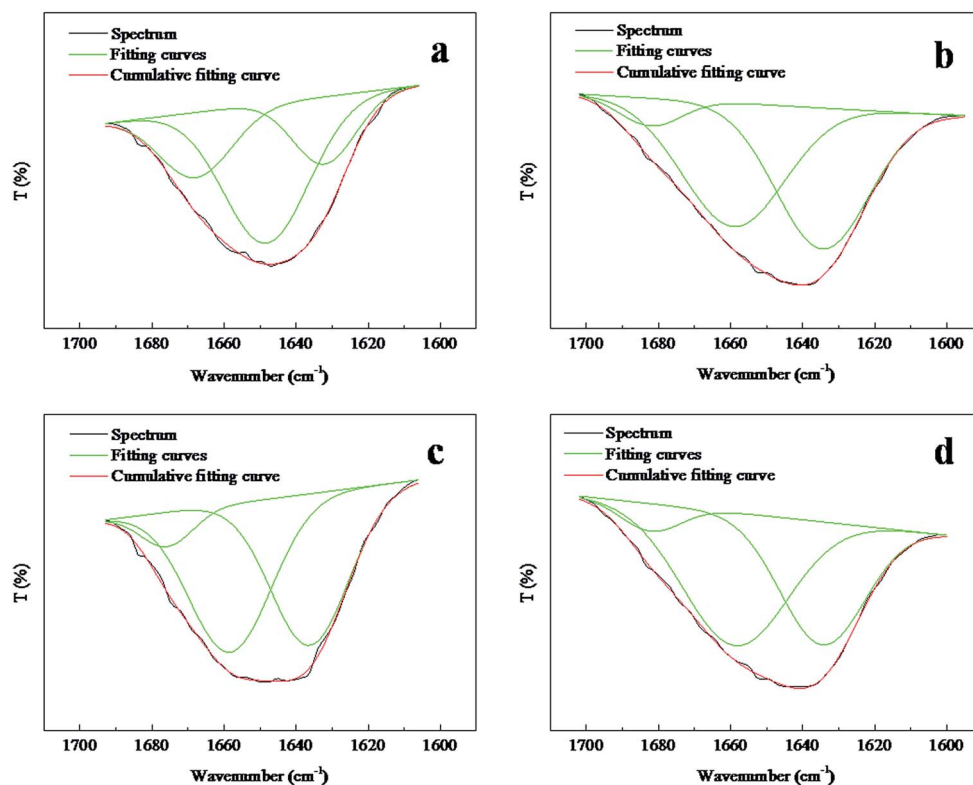 Spectrum
Fitting curves
Cumulative fitting curve
a
T (%)
1700 1680 1660 1640 1620 1600
Wavenumber (cm-1)
Spectrum
Fitting curves
Cumulative fitting curve
b
T (%)
1700 1680 1660 1640 1620 1600
Wavenumber (cm-1)
Spectrum
Fitting curves
Cumulative fitting curve
c
T (%)
1700 1680 1660 1640 1620 1600
Wavenumber (cm-1)
Spectrum
Fitting curves
Cumulative fitting curve
d
T (%)
1700 1680 1660 1640 1620 1600
Wavenumber (cm-1)